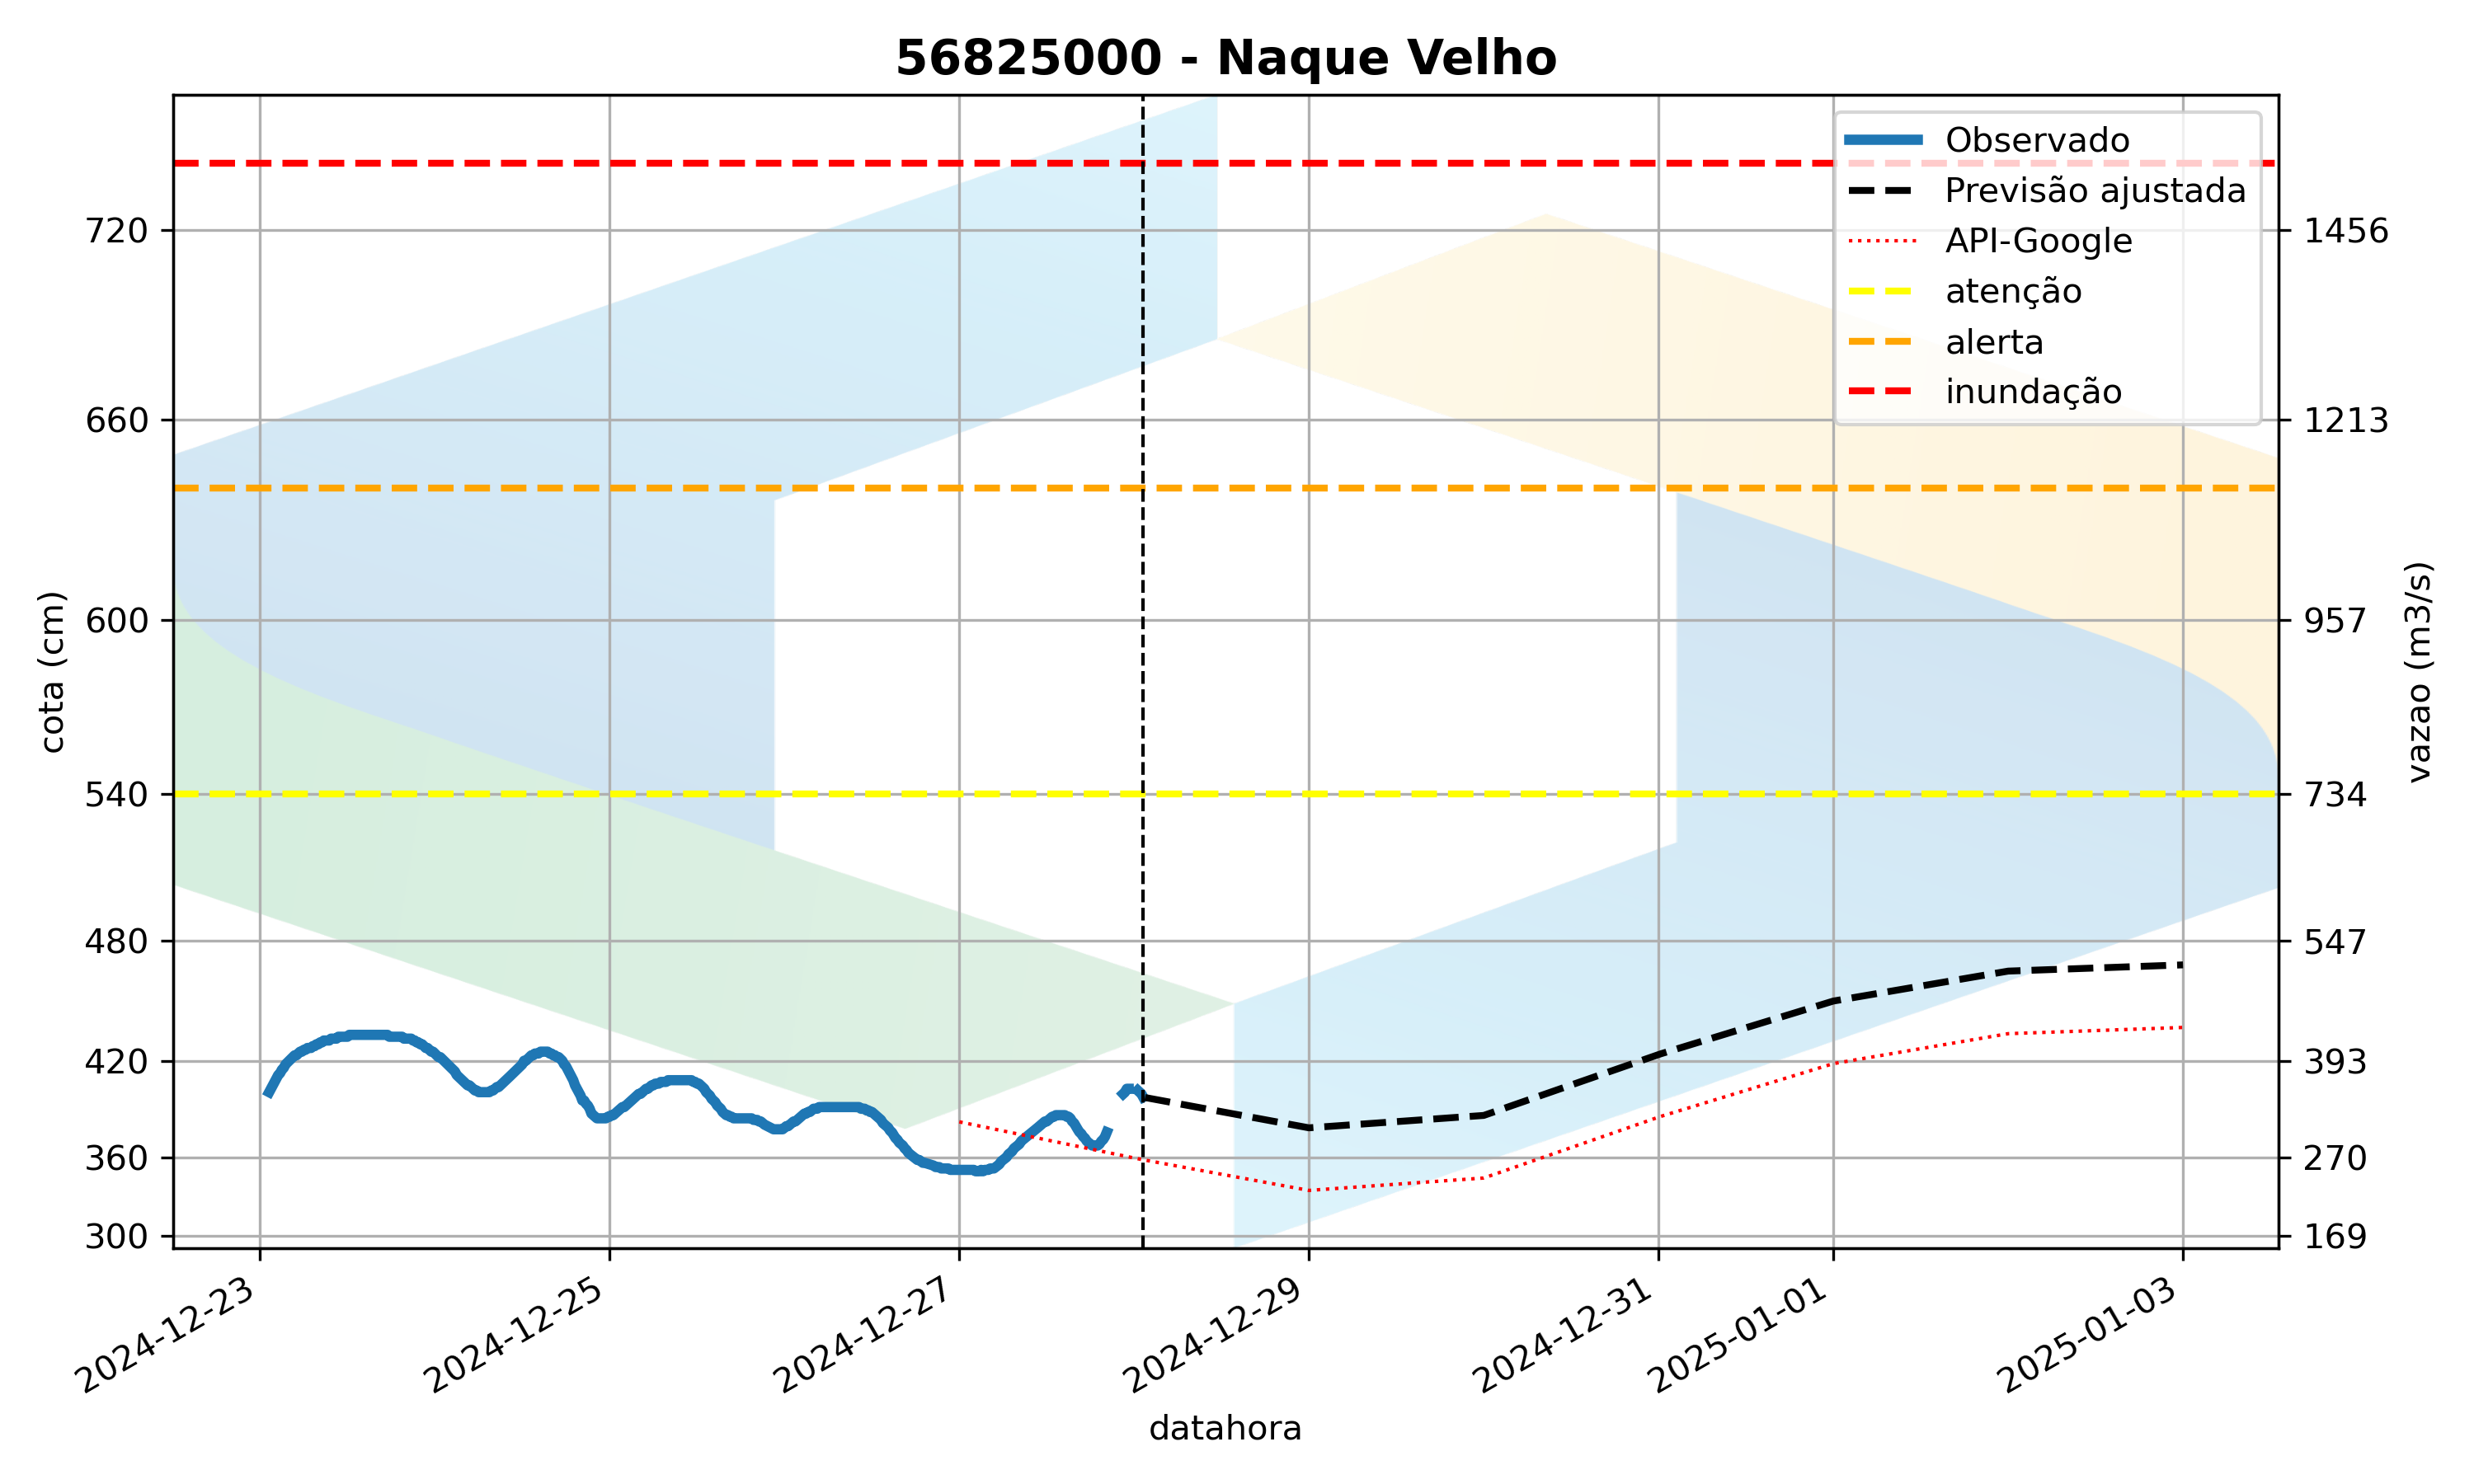 56825000 - Naque Velho
Observado
Previsão ajustada
API-Google
atenção
alerta
inundação
cota (cm)
720
660
600
540
480
420
360
300
1456
1213
957
734
547
393
270
169
vazao (m3/s)
2024-12-23
2024-12-25
2024-12-27
2024-12-29
2024-12-31
2025-01-01
2025-01-03
datahora